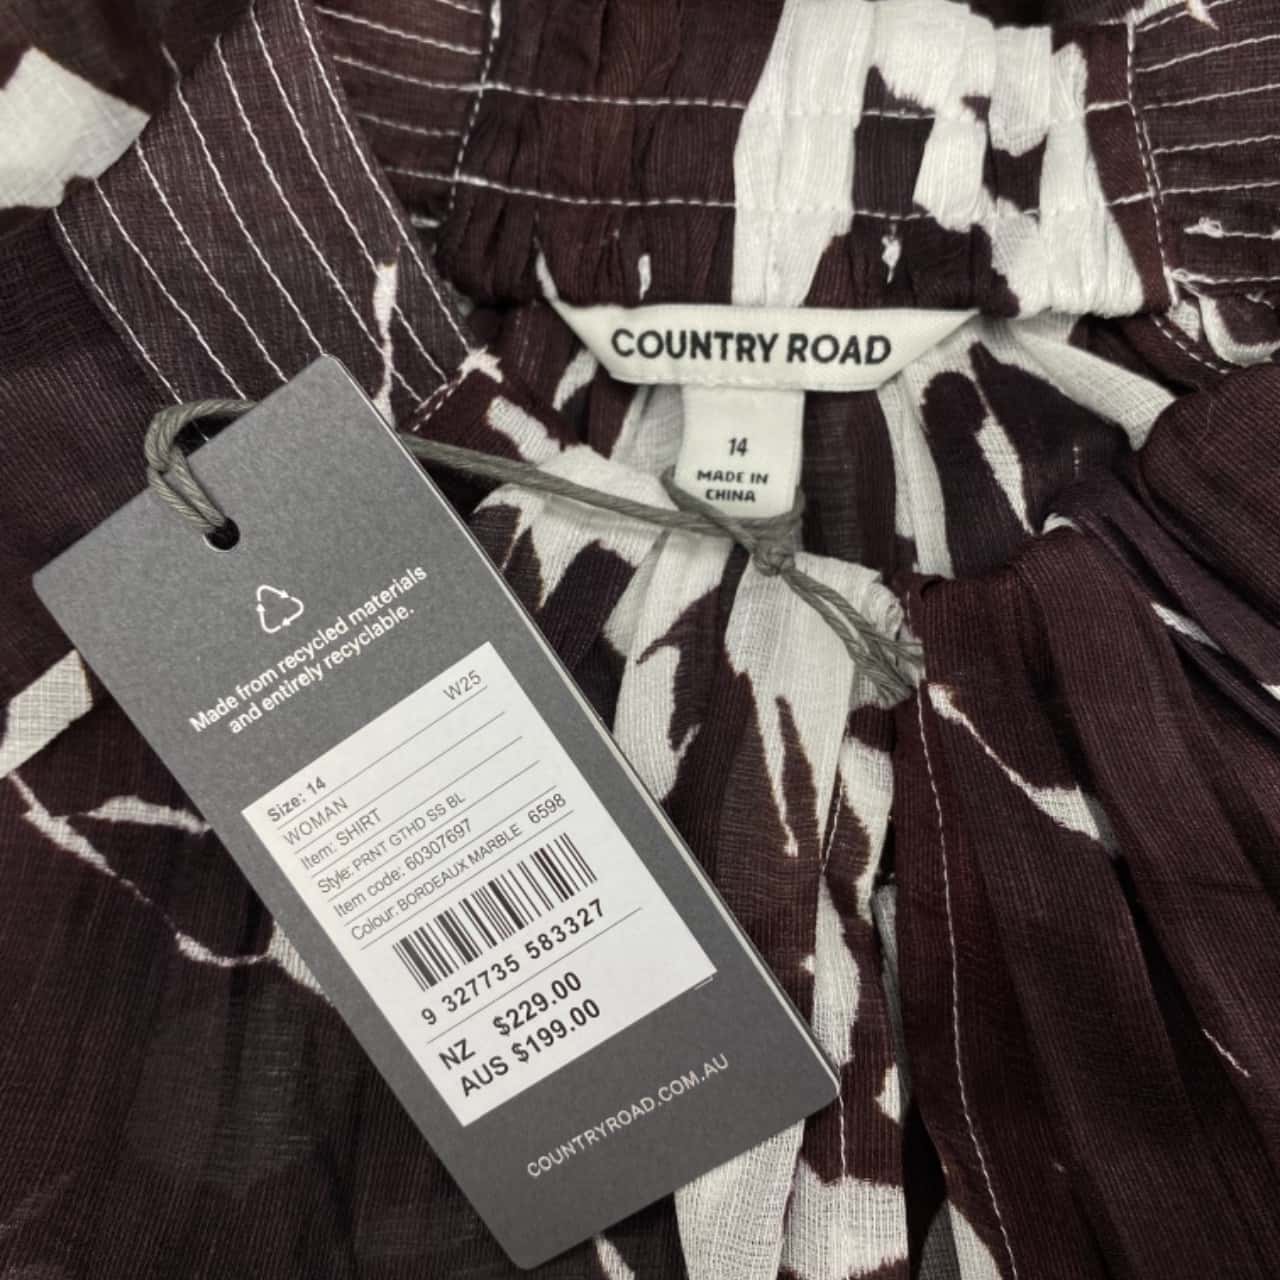 COUNTRY ROAD
14
MADE IN
CHINA
Made from recycled materials
and entirely recyclable.
W25
Size: 14
WOMAN
Item: SHIRT
Style: PRNT GTHD SS BL
Item code: 60307697
Colour: BORDEAUX MARBLE 6598
9 327735 583327
NZ $229.00
AUS $199.00
COUNTRYROAD.COM.AU